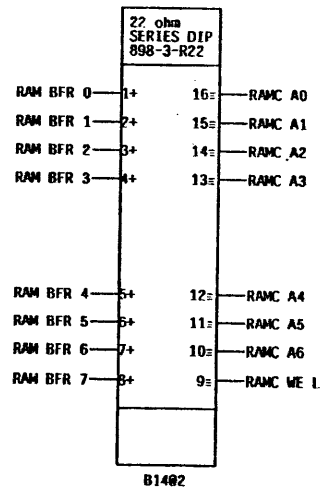 22 ohm
SERIES DIP
898-3-R22
RAM BFR 0 1+ 16= RAMC A0
RAM BFR 1 2+ 15= RAMC A1
RAM BFR 2 3+ 14= RAMC A2
RAM BFR 3 4+ 13= RAMC A3
RAM BFR 4 5+ 12= RAMC A4
RAM BFR 5 6+ 11= RAMC A5
RAM BFR 6 7+ 10= RAMC A6
RAM BFR 7 8+ 9= RAMC WE L
B14@2